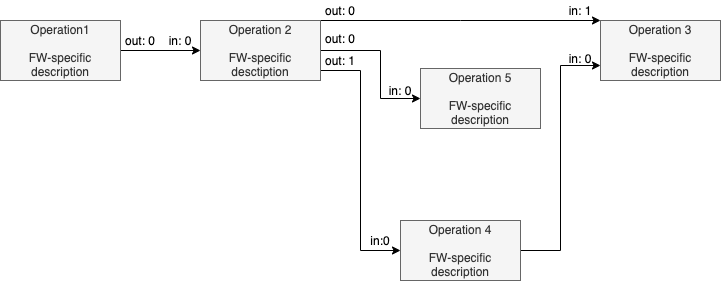 Operation1
FW-specific
description
out: 0
in: 0
Operation 2
FW-specific
desctiption
out: 0
in: 1
out: 0
out: 1
in: 0
Operation 3
FW-specific
description
in: 0
Operation 5
FW-specific
description
in:0
Operation 4
FW-specific
description